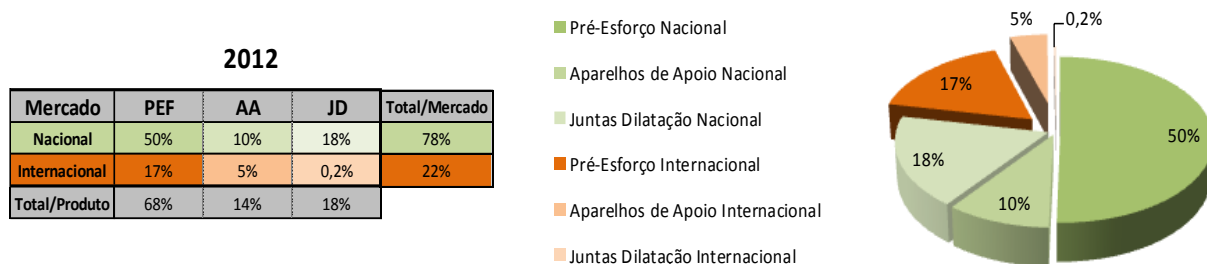 2012
Mercado PEF AA JD Total/Mercado
Nacional 50% 10% 18% 78%
Internacional 17% 5% 0,2% 22%
Total/Produto 68% 14% 18%
Pré-Esforço Nacional
Aparelhos de Apoio Nacional
Juntas Dilatação Nacional
Pré-Esforço Internacional
Aparelhos de Apoio Internacional
Juntas Dilatação Internacional
5% 0,2%
17%
50%
18%
10%